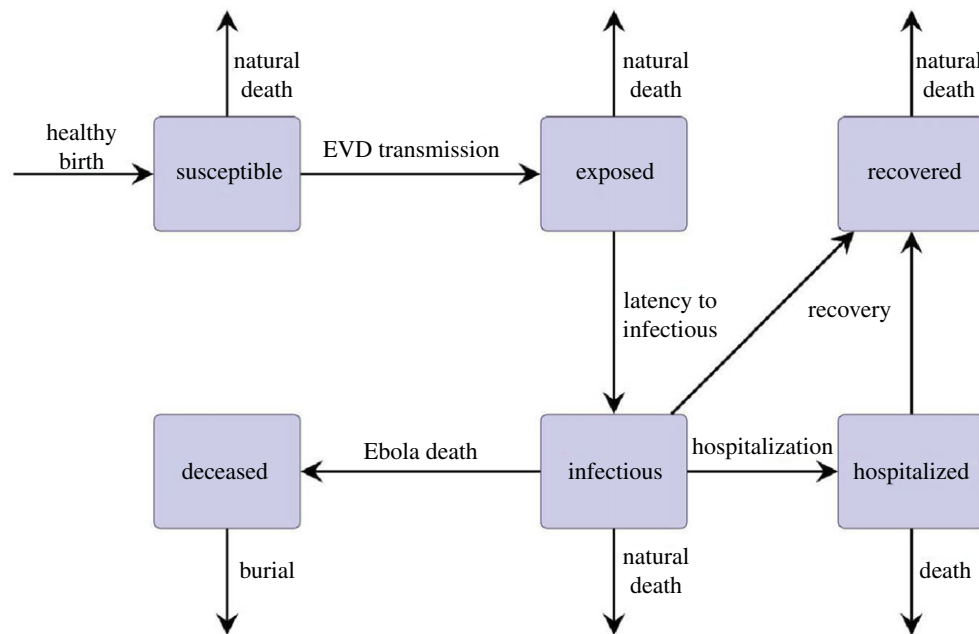 natural
death
natural
death
natural
death
healthy
birth
susceptible
EVD transmission
exposed
recovered
latency to
infectious
recovery
deceased
Ebola death
infectious
hospitalization
hospitalized
burial
natural
death
death